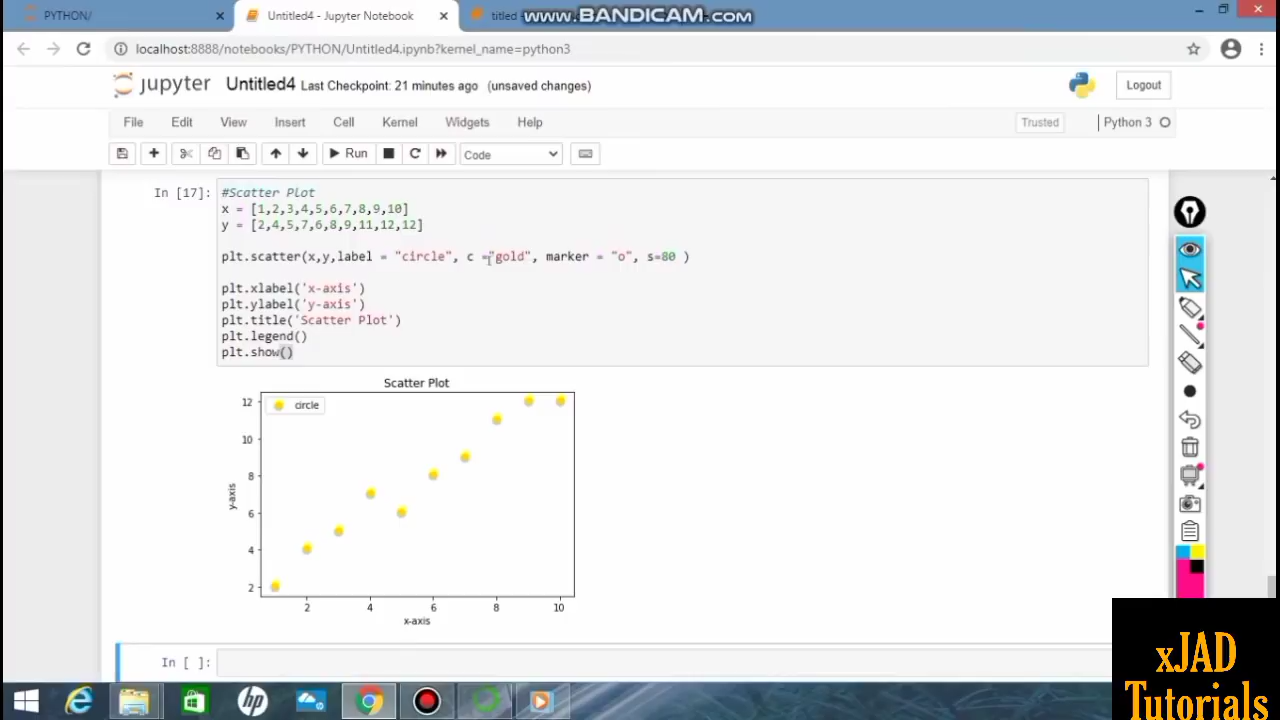 PYTHON/
Untitled4 - Jupyter Notebook
titled -
www.BANDICAM.com
localhost:8888/notebooks/PYTHON/Untitled4.ipynb?kernel_name=python3
jupyter Untitled4 Last Checkpoint: 21 minutes ago (unsaved changes)
Logout
File Edit View Insert Cell Kernel Widgets Help
Trusted
Python 3
Run
Code
In [17]:
#Scatter Plot
x = [1,2,3,4,5,6,7,8,9,10]
y = [2,4,5,7,6,8,9,11,12,12]
plt.scatter(x,y,label = "circle", c ="gold", marker = "o", s=80 )
plt.xlabel('x-axis')
plt.ylabel('y-axis')
plt.title('Scatter Plot')
plt.legend()
plt.show()
Scatter Plot
circle
12
10
8
6
4
2
y-axis
2 4 6 8 10
x-axis
In [ ]:
hp
xJAD
Tutorials